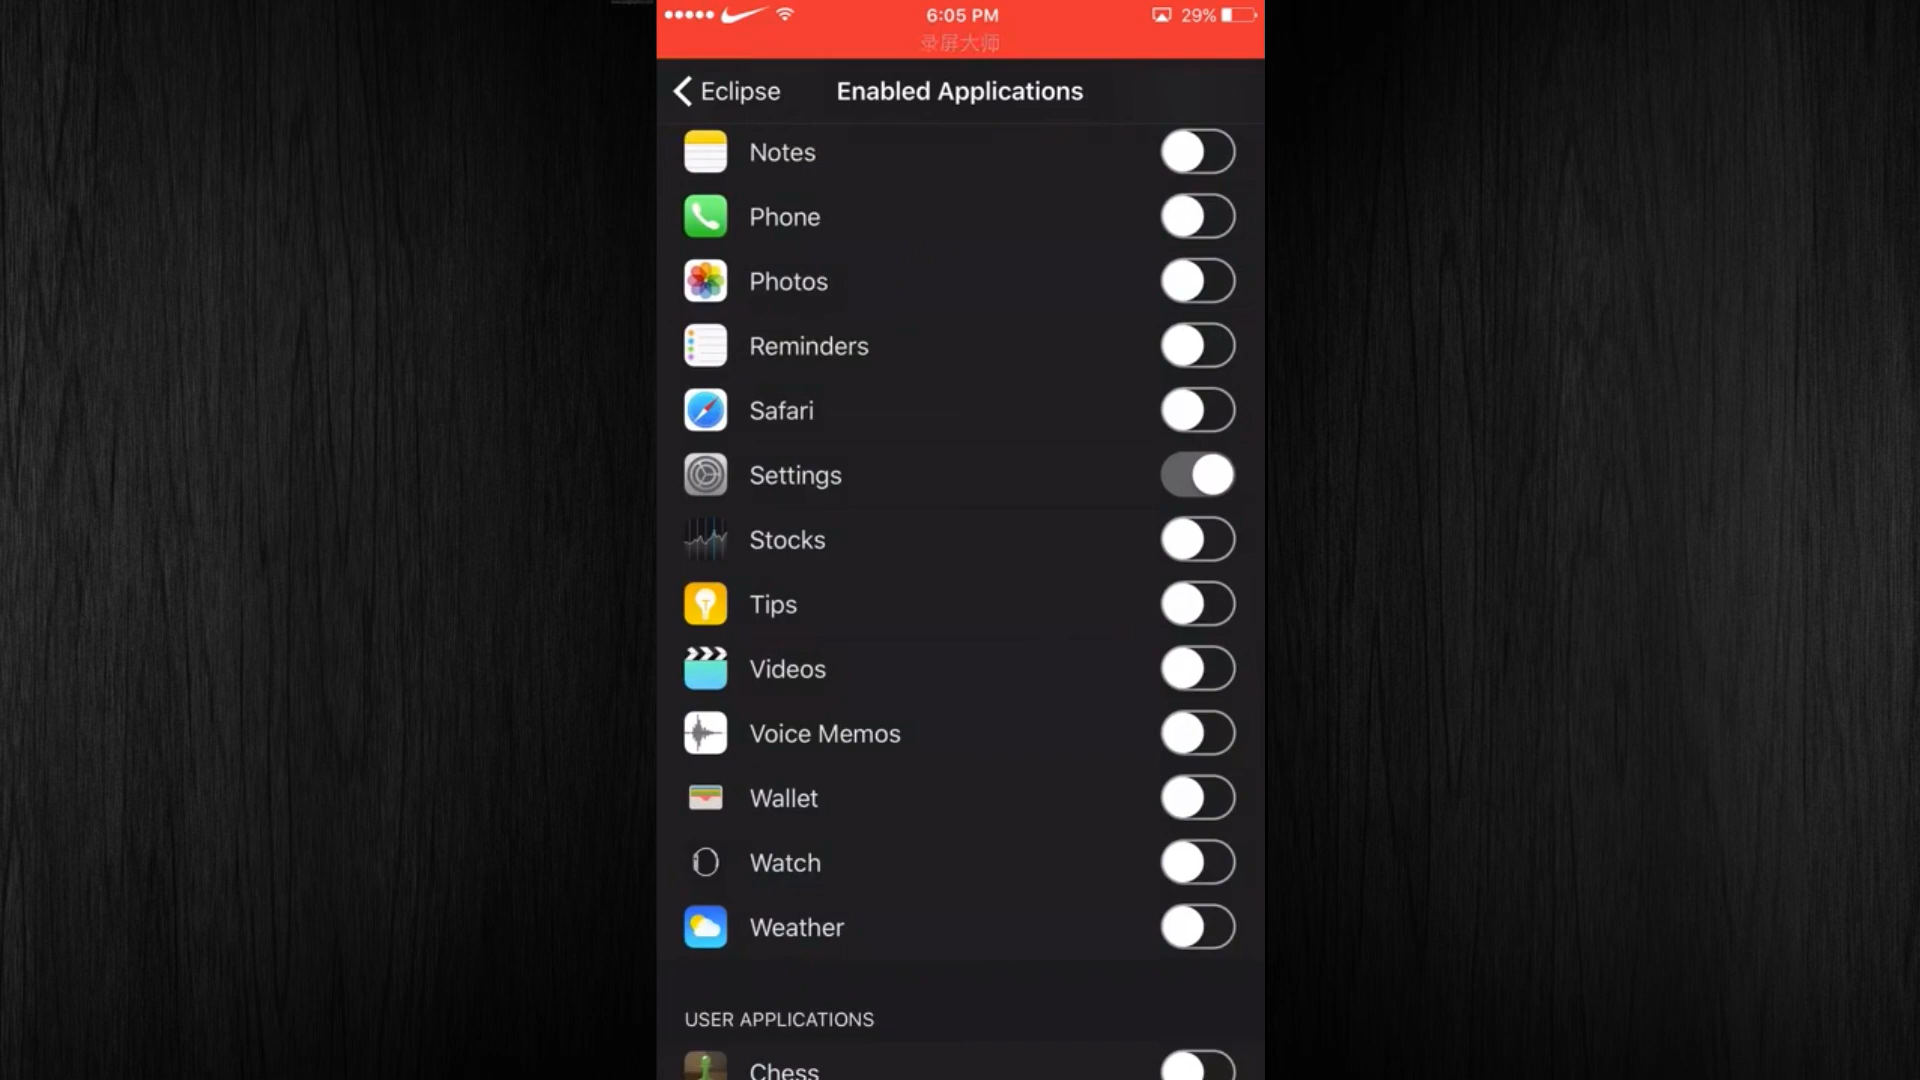 6:05 PM
29%
录屏大师
Eclipse
Enabled Applications
Notes
Phone
Photos
Reminders
Safari
Settings
Stocks
Tips
Videos
Voice Memos
Wallet
Watch
Weather
USER APPLICATIONS
Chess